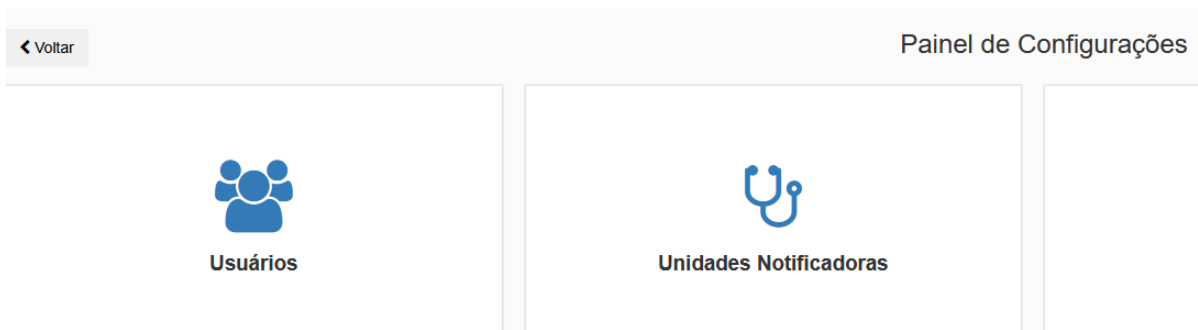 Voltar
Painel de Configurações
Usuários
Unidades Notificadoras